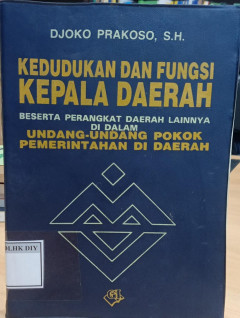 DJOKO PRAKOSO, S.H.
KEDUDUKAN DAN FUNGSI
KEPALA DAERAH
BESERTA PERANGKAT DAERAH LAINNYA
DI DALAM
UNDANG-UNDANG POKOK
PEMERINTAHAN DI DAERAH